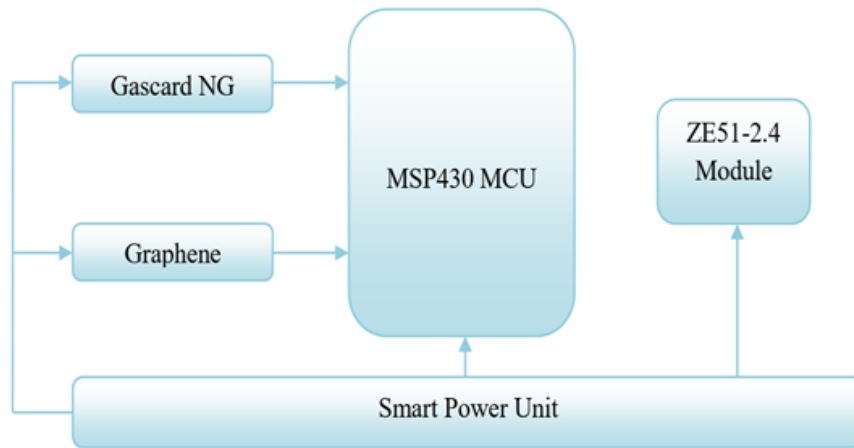 Gascard NG
MSP430 MCU
ZE51-2.4
Module
Graphene
Smart Power Unit